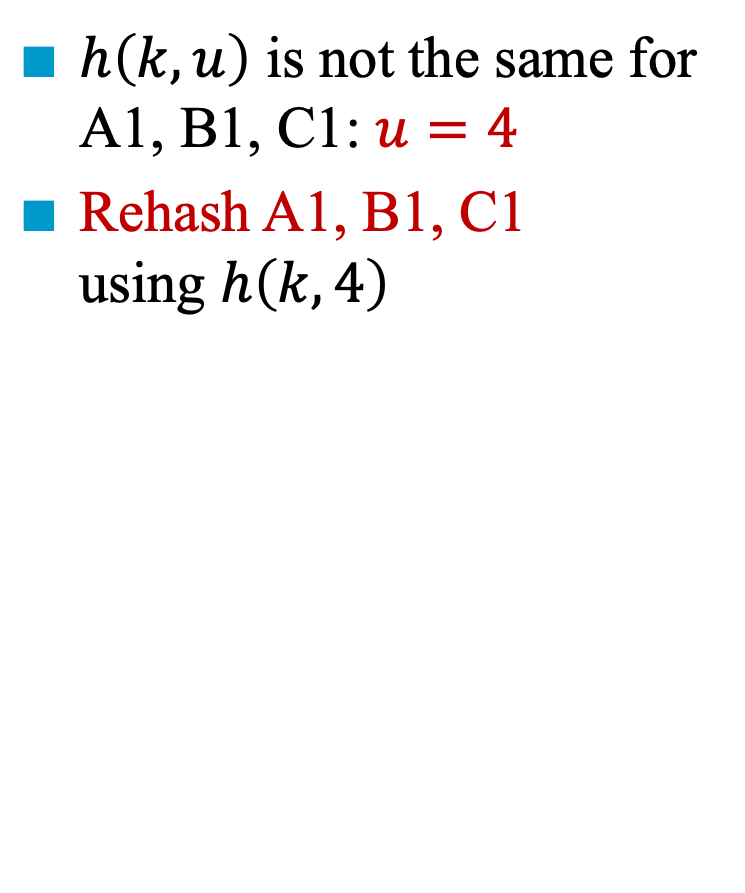 ■ h(k, u) is not the same for
A1, B1, C1: u = 4
■ Rehash A1, B1, C1
using h(k, 4)